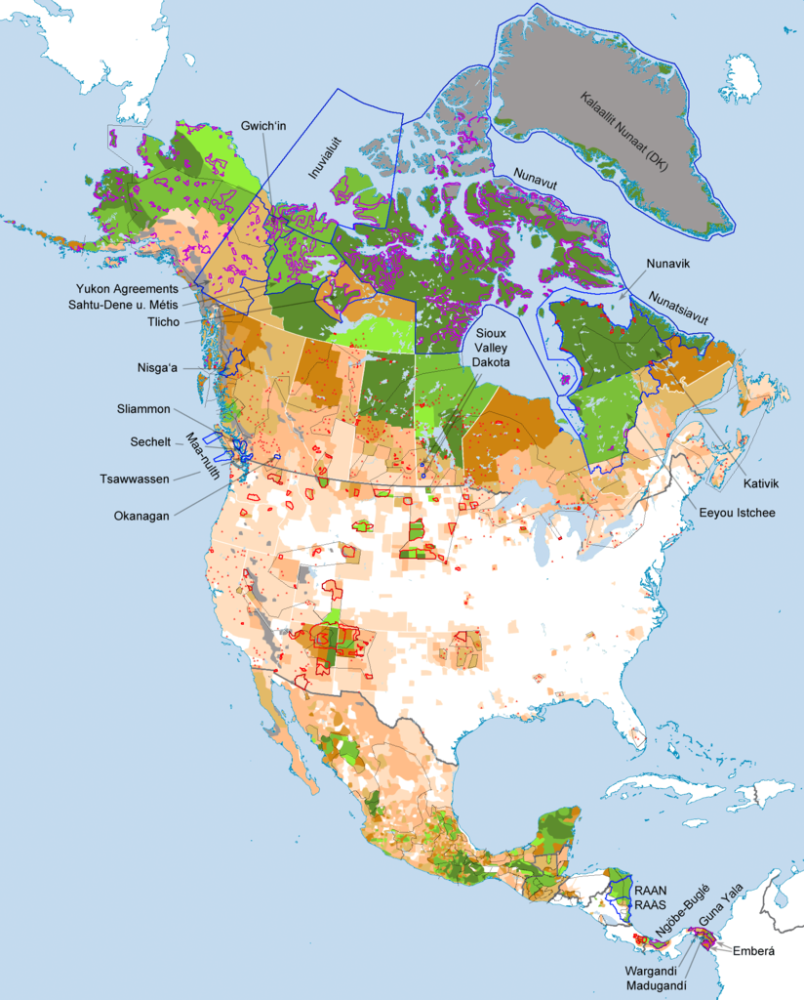 Kalaallit Nunaat (DK)
Gwich'in
Inuvialuit
Nunavut
Nunavik
Nunatsiavut
Yukon Agreements
Sahtu-Dene u. Métis
Tlicho
Sioux
Valley
Dakota
Nisga'a
Sliammon
Sechelt
Maa-nulth
Tsawwassen
Okanagan
Kativik
Eeyou Istchee
RAAN
RAAS
Ngöbe-Buglé
Guna Yala
Emberá
Wargandi
Madugandi